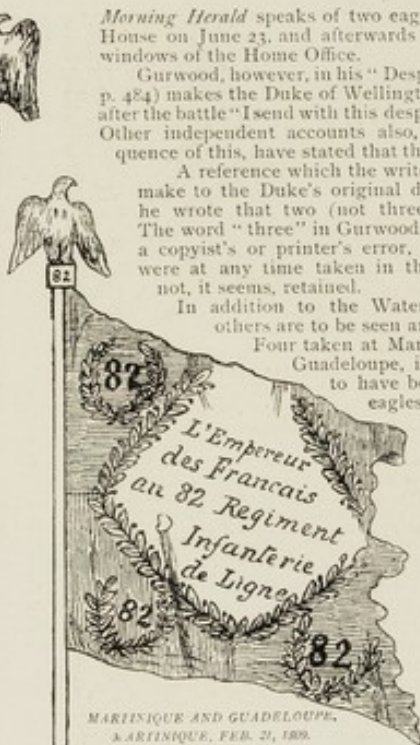 Morning Herald speaks of two eag
House on June 23, and afterwards
windows of the Home Office.
Gurwood, however, in his "Desp
p. 484) makes the Duke of Wellingt
after the battle "I send with this desp
Other independent accounts also,
quence of this, have stated that th
A reference which the write
make to the Duke's original d
he wrote that two (not three
The word "three" in Gurwood
a copyist's or printer's error,
were at any time taken in th
not, it seems, retained.
In addition to the Water
others are to be seen a
Four taken at Mar
Guadeloupe, i
to have be
eagles
82
82
L'Empereur
des Francais
au 82 Regiment
Infanterie
de Ligne
82
82
MARTINIQUE AND GUADELOUPE,
MARTINIQUE, FEB. 21, 1809.